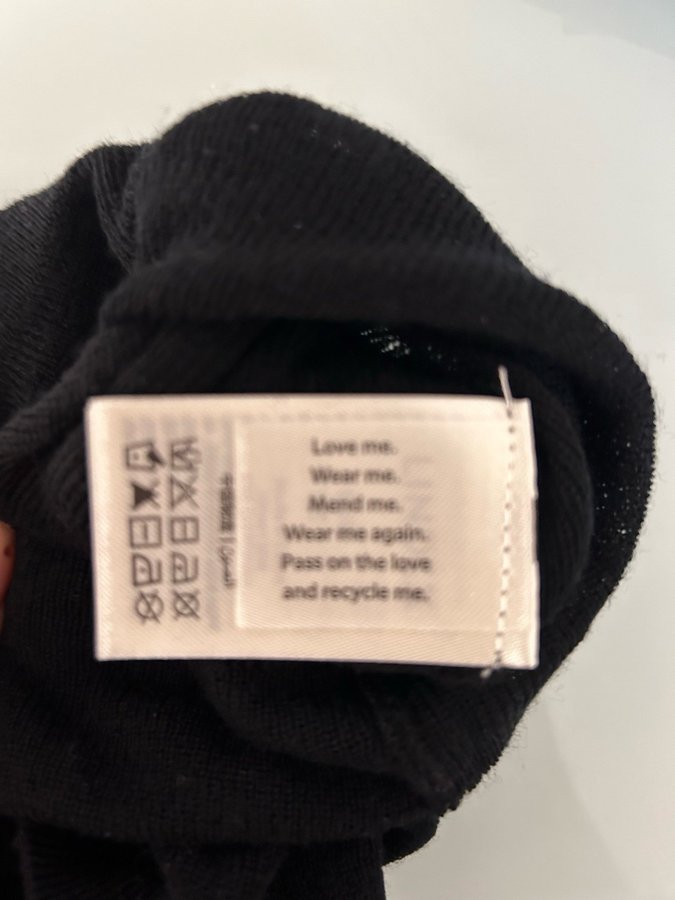 Love me.
Wear me.
Mend me.
Wear me again.
Pass on the love
and recycle me.